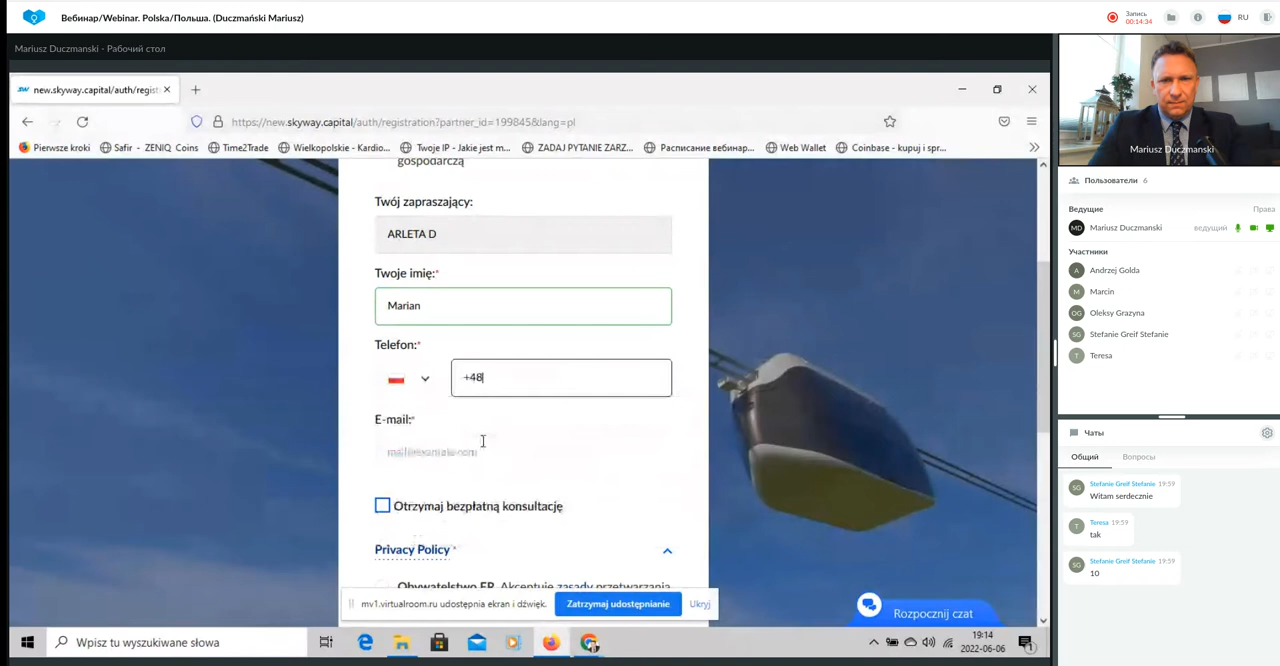 Вебинар/Webinar. Polska/Польша. (Duczmański Mariusz)
Запись
00:14:34
RU
Mariusz Duczmanski - Рабочий стол
new.skyway.capital/auth/regist
https://new.skyway.capital/auth/registration?partner_id=199845&lang=pl
Pierwsze kroki
Safir - ZENIQ Coins
Time2Trade
Wielkopolskie - Kardio...
Twoje IP - Jakie jest m...
ZADAJ PYTANIE ZARZ...
Расписание вебинар...
Web Wallet
Coinbase - kupuj i spr...
gospodarczą
Twój zapraszający:
ARLETA D
Twoje imię:*
Marian
Telefon:*
+48
E-mail:*
mail@example.com
Otrzymaj bezpłatną konsultację
Privacy Policy *
Obywatelstwo ER. Akceptuję zasady przetwarzania
mv1.virtualroom.ru udostępnia ekran i dźwięk.
Zatrzymaj udostępnianie
Ukryj
Rozpocznij czat
Wpisz tu wyszukiwane słowa
19:14
2022-06-06
1
Mariusz Duczmanski
Пользователи 6
Ведущие
Права
MD
Mariusz Duczmanski
ведущий
Участники
A
Andrzej Golda
M
Marcin
OG
Oleksy Grazyna
SG
Stefanie Greif Stefanie
T
Teresa
Чаты
Общий
Вопросы
SG
Stefanie Greif Stefanie 19:59
Witam serdecznie
T
Teresa 19:59
tak
SG
Stefanie Greif Stefanie 19:59
10